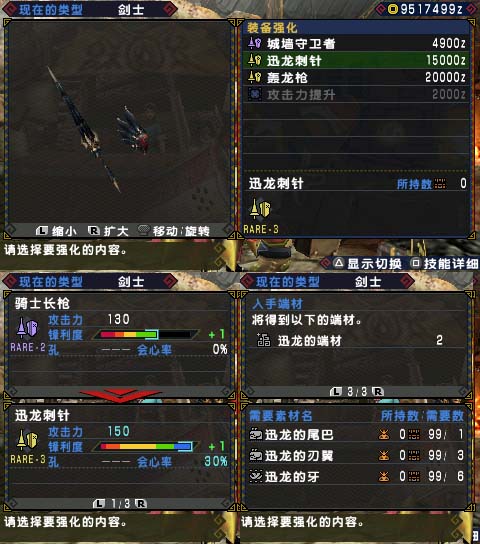 现在的类型 剑士
9517499z
装备强化
城墙守卫者 4900z
迅龙刺针 15000z
轰龙枪 20000z
攻击力提升 2000z
迅龙刺针 所持数 0
RARE-3
L 缩小 R 扩大 移动/旋转
请选择要强化的内容。
△显示切换 □技能详细
现在的类型 剑士
骑士长枪
攻击力 130
锋利度 +1
RARE-2 孔 --- 会心率 0%
迅龙刺针
攻击力 150
锋利度 +1
RARE-3 孔 --- 会心率 30%
L 1/3 R
请选择要强化的内容。
现在的类型 剑士
入手端材
将得到以下的端材。
迅龙的端材 2
L 3/3 R
需要素材名 所持数/需要数
迅龙的尾巴 0 99/ 1
迅龙的刃翼 0 99/ 3
迅龙的牙 0 99/ 6
请选择要强化的内容。